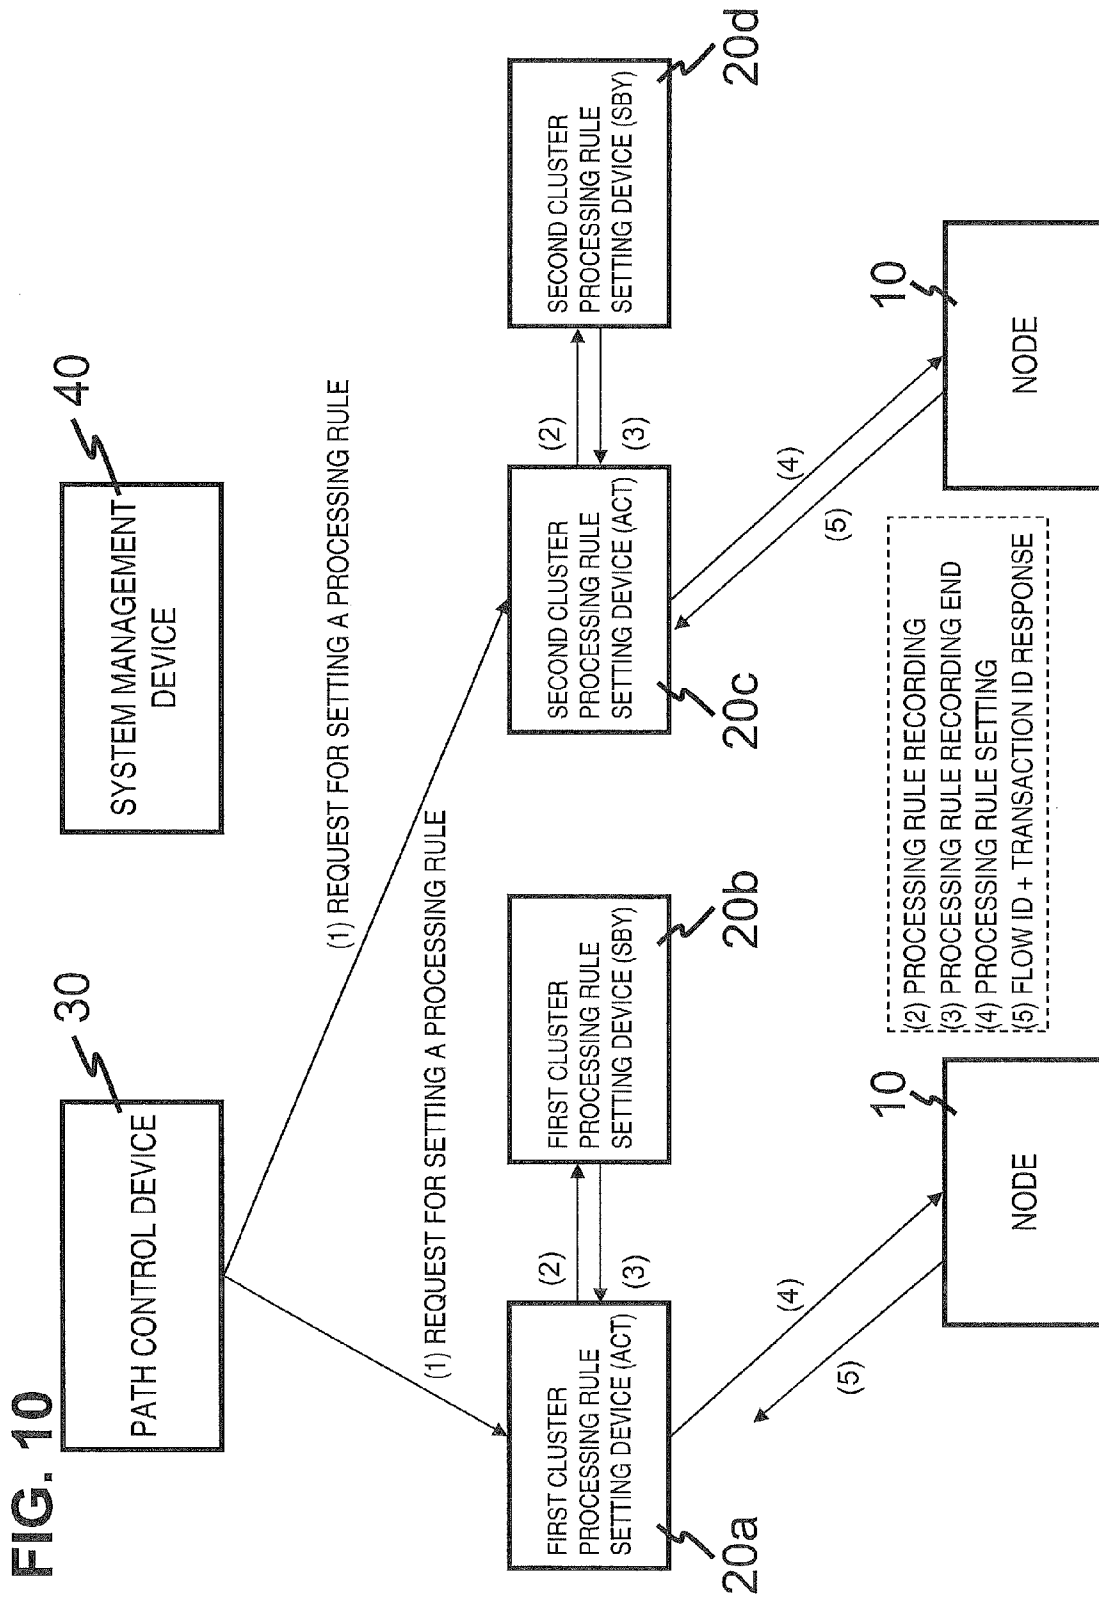 FIG. 10
PATH CONTROL DEVICE
30
SYSTEM MANAGEMENT
DEVICE
40
(1) REQUEST FOR SETTING A PROCESSING RULE
(1) REQUEST FOR SETTING A PROCESSING RULE
FIRST CLUSTER
PROCESSING RULE
SETTING DEVICE (ACT)
20a
(2)
(3)
FIRST CLUSTER
PROCESSING RULE
SETTING DEVICE (SBY)
20b
SECOND CLUSTER
PROCESSING RULE
SETTING DEVICE (ACT)
20c
(2)
(3)
SECOND CLUSTER
PROCESSING RULE
SETTING DEVICE (SBY)
20d
(4)
(5)
(4)
(5)
NODE
10
(2) PROCESSING RULE RECORDING
(3) PROCESSING RULE RECORDING END
(4) PROCESSING RULE SETTING
(5) FLOW ID + TRANSACTION ID RESPONSE
NODE
10